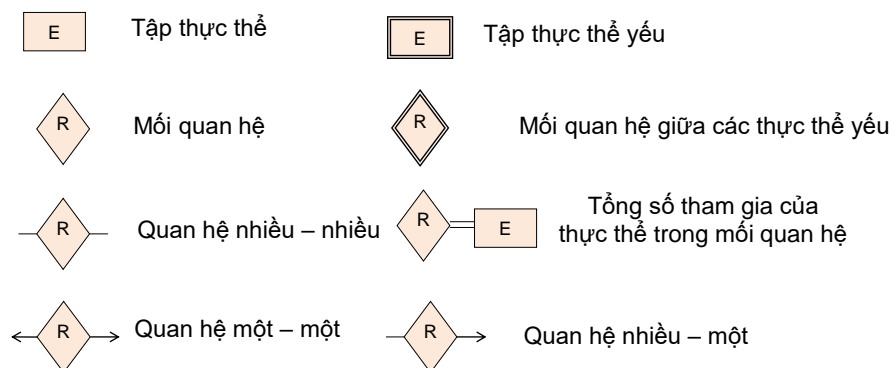 E
Tập thực thể
E
Tập thực thể yếu
R
Mối quan hệ
R
Mối quan hệ giữa các thực thể yếu
R
Quan hệ nhiều – nhiều
R
E
Tổng số tham gia của
thực thể trong mối quan hệ
R
Quan hệ một – một
R
Quan hệ nhiều – một